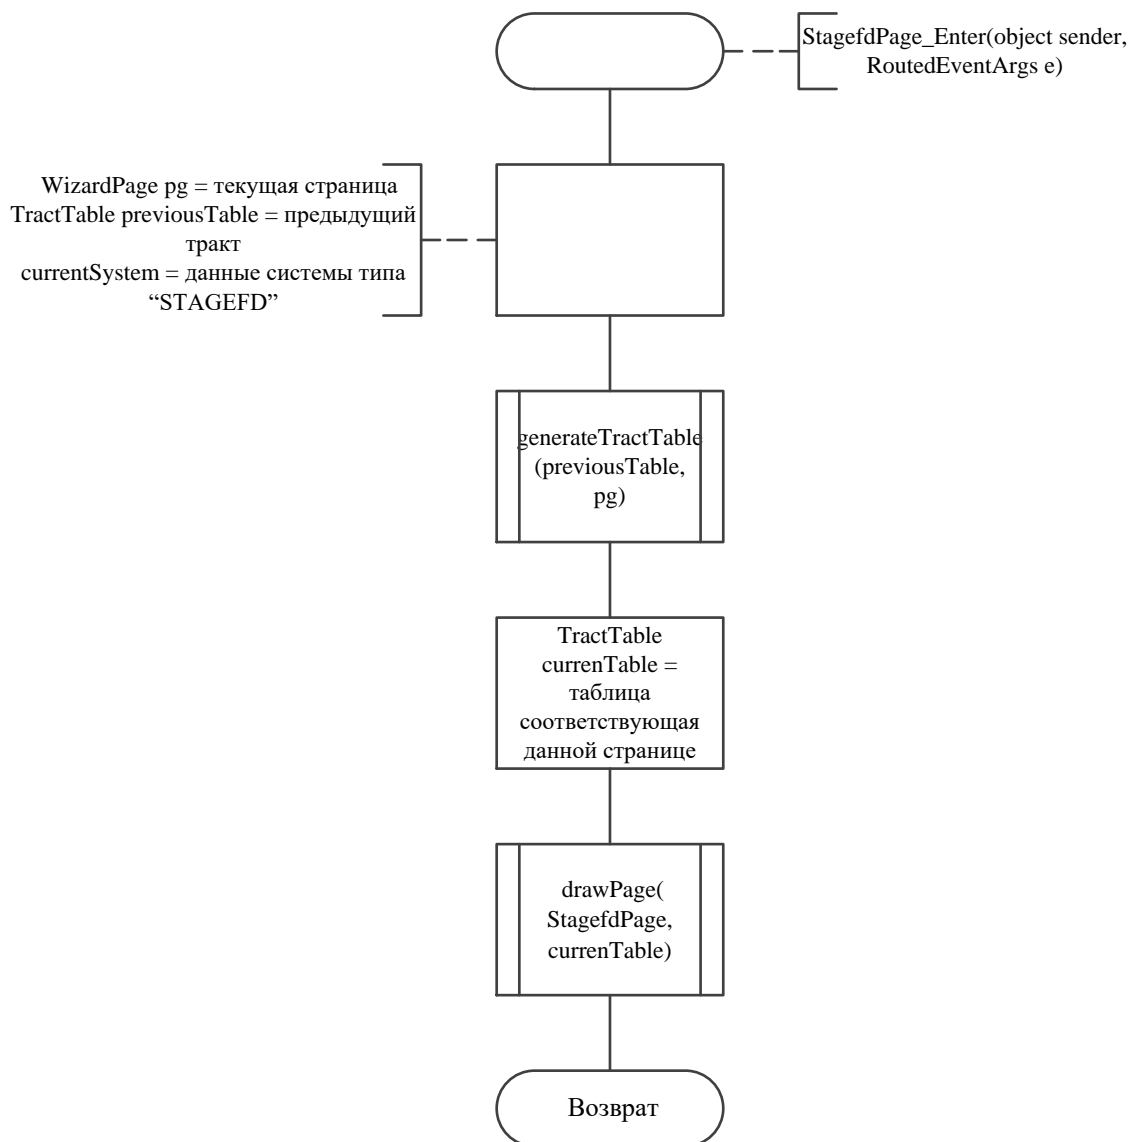 StagefdPage_Enter(object sender,
RoutedEventArgs e)
WizardPage pg = текущая страница
TractTable previousTable = предыдущий
тракт
currentSystem = данные системы типа
“STAGEFD”
generateTractTable
(previousTable,
pg)
TractTable
currenTable =
таблица
соответствующая
данной странице
drawPage(
StagefdPage,
currenTable)
Возврат